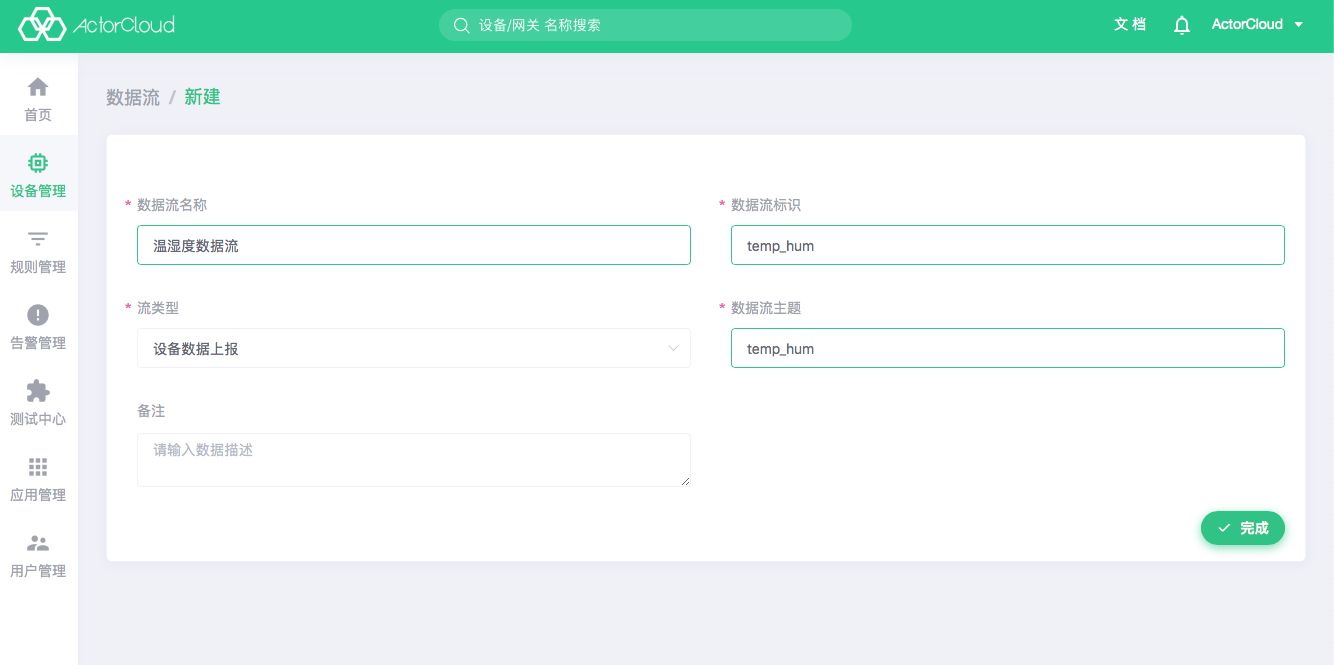 ActorCloud
设备/网关 名称搜索
文档
ActorCloud
首页
设备管理
规则管理
告警管理
测试中心
应用管理
用户管理
数据流 / 新建
* 数据流名称
温湿度数据流
* 数据流标识
temp_hum
* 流类型
设备数据上报
* 数据流主题
temp_hum
备注
请输入数据描述
完成